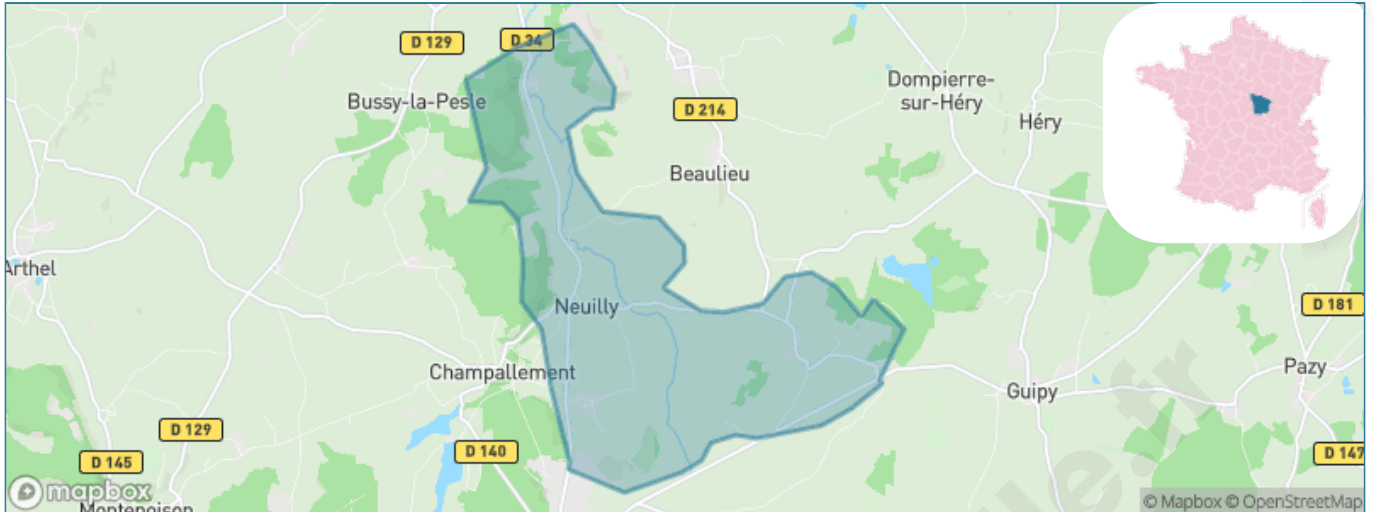 D 129
D 34
Bussy-la-Pesle
D 214
Dompierre-
sur-Héry
Héry
Beaulieu
Arthel
Neuilly
D 181
Champallement
Pazy
Guipy
D 129
D 140
D 145
D 147
mapbox
Montenoison
© Mapbox © OpenStreetMap